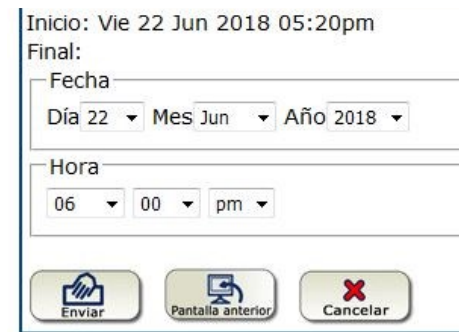 Inicio: Vie 22 Jun 2018 05:20pm
Final:
Fecha
Día 22 Mes Jun Año 2018
Hora
06 00 pm
Enviar Pantalla anterior Cancelar